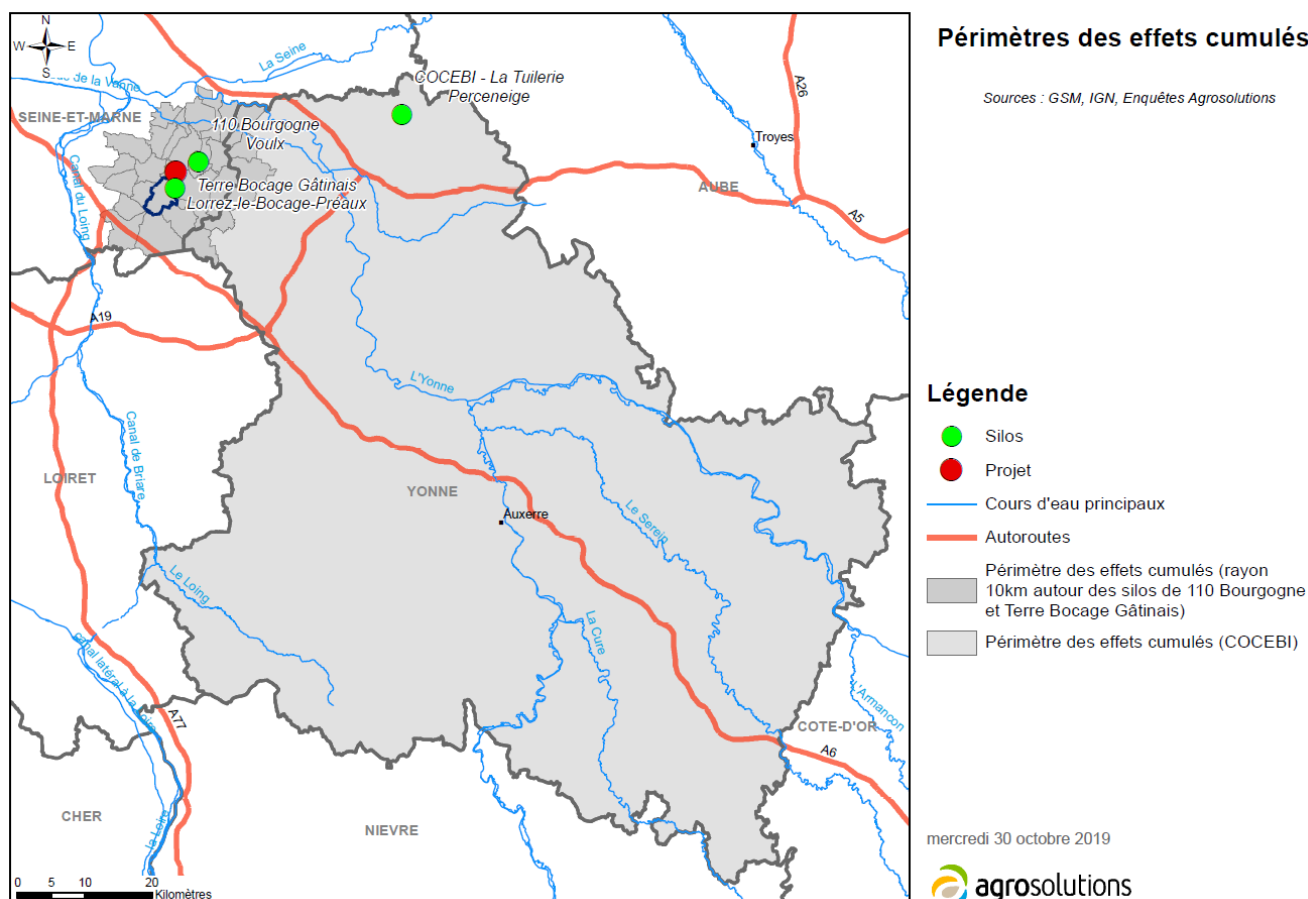 Périmètres des effets cumulés
Sources : GSM, IGN, Enquêtes Agrosolutions
N
W E
S
La Seine
de la Vanne
SEINE-ET-MARNE
COCEBI - La Tuilerie
Perceneige
110 Bourgogne
Voulx
Terre Bocage Gâtinais
Lorrez-le-Bocage-Préaux
Canal du Loing
A26
Troyes
AUBE
A5
A19
L'Yonne
Canal de Briare
LOIRET
YONNE
Auxerre
Le Serein
Le Loing
La Cure
canal latéral à la Loire
A77
L'Armancon
COTE-D'OR
A6
CHER
la Loire
NIEVRE
0 5 10 20
Kilomètres
Légende
Silos
Projet
Cours d'eau principaux
Autoroutes
Périmètre des effets cumulés (rayon
10km autour des silos de 110 Bourgogne
et Terre Bocage Gâtinais)
Périmètre des effets cumulés (COCEBI)
mercredi 30 octobre 2019
agrosolutions